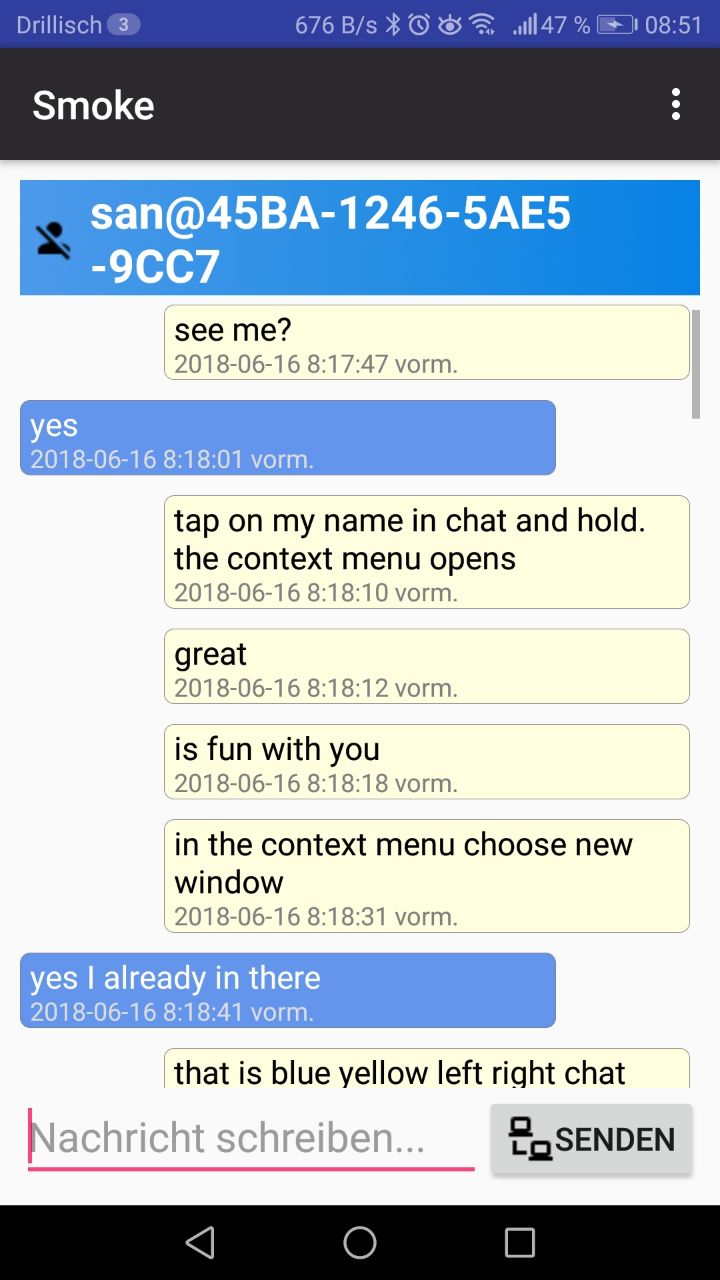 Drillisch 3 676 B/s 47 % 08:51
Smoke
san@45BA-1246-5AE5
-9CC7
see me?
2018-06-16 8:17:47 vorm.
yes
2018-06-16 8:18:01 vorm.
tap on my name in chat and hold.
the context menu opens
2018-06-16 8:18:10 vorm.
great
2018-06-16 8:18:12 vorm.
is fun with you
2018-06-16 8:18:18 vorm.
in the context menu choose new
window
2018-06-16 8:18:31 vorm.
yes I already in there
2018-06-16 8:18:41 vorm.
that is blue yellow left right chat
Nachricht schreiben...
SENDEN